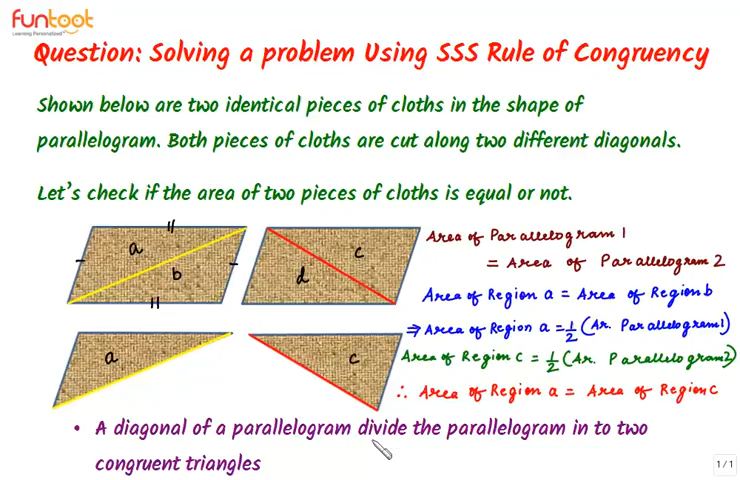 funtoot
Learning Personalized
Question: Solving a problem Using SSS Rule of Congruency
Shown below are two identical pieces of cloths in the shape of
parallelogram. Both pieces of cloths are cut along two different diagonals.
Let's check if the area of two pieces of cloths is equal or not.
a
b
c
d
Area of Parallelogram 1
= Area of Parallelogram 2
Area of Region a = Area of Region b
⇒ Area of Region a = 1/2 (Ar. Parallelogram 1)
Area of Region c = 1/2 (Ar. Parallelogram 2)
∴ Area of Region a = Area of Region c
a
c
• A diagonal of a parallelogram divide the parallelogram in to two
congruent triangles
1 / 1